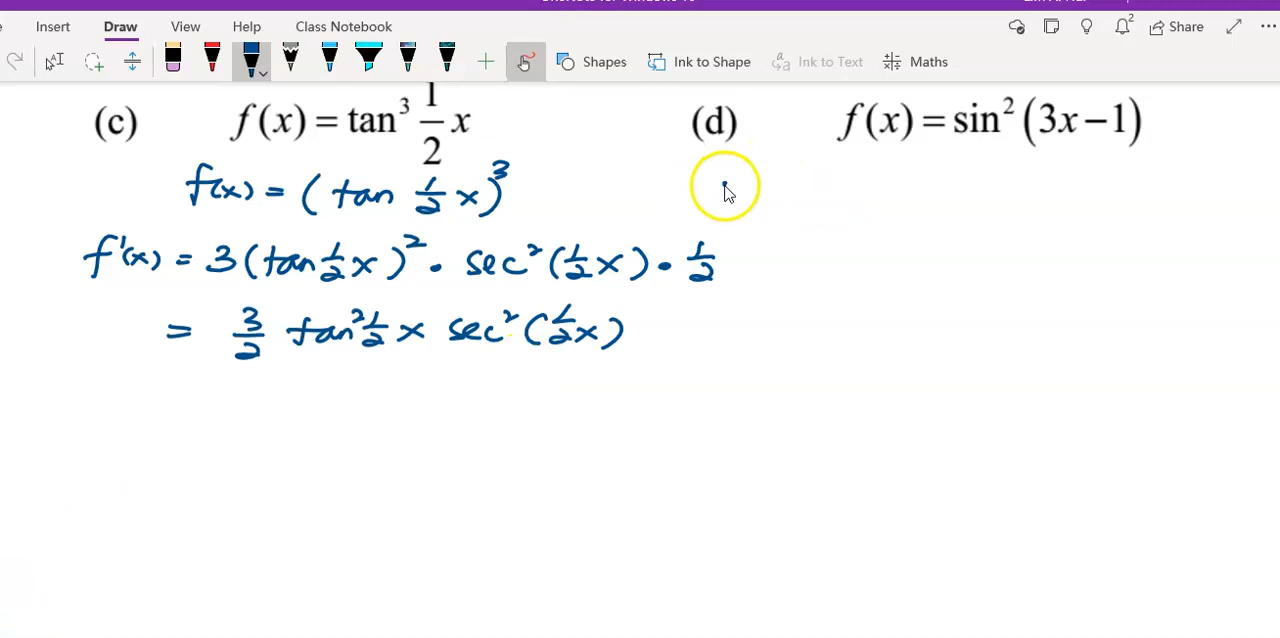 Insert Draw View Help Class Notebook
2 Share
Shapes Ink to Shape Ink to Text Maths
(c) f(x) = tan³ 1/2 x
(d) f(x) = sin² (3x − 1)
f(x) = (tan 1/2 x)³
f'(x) = 3(tan 1/2 x)² • sec² (1/2 x) • 1/2
= 3/2 tan² 1/2 x sec² (1/2 x)